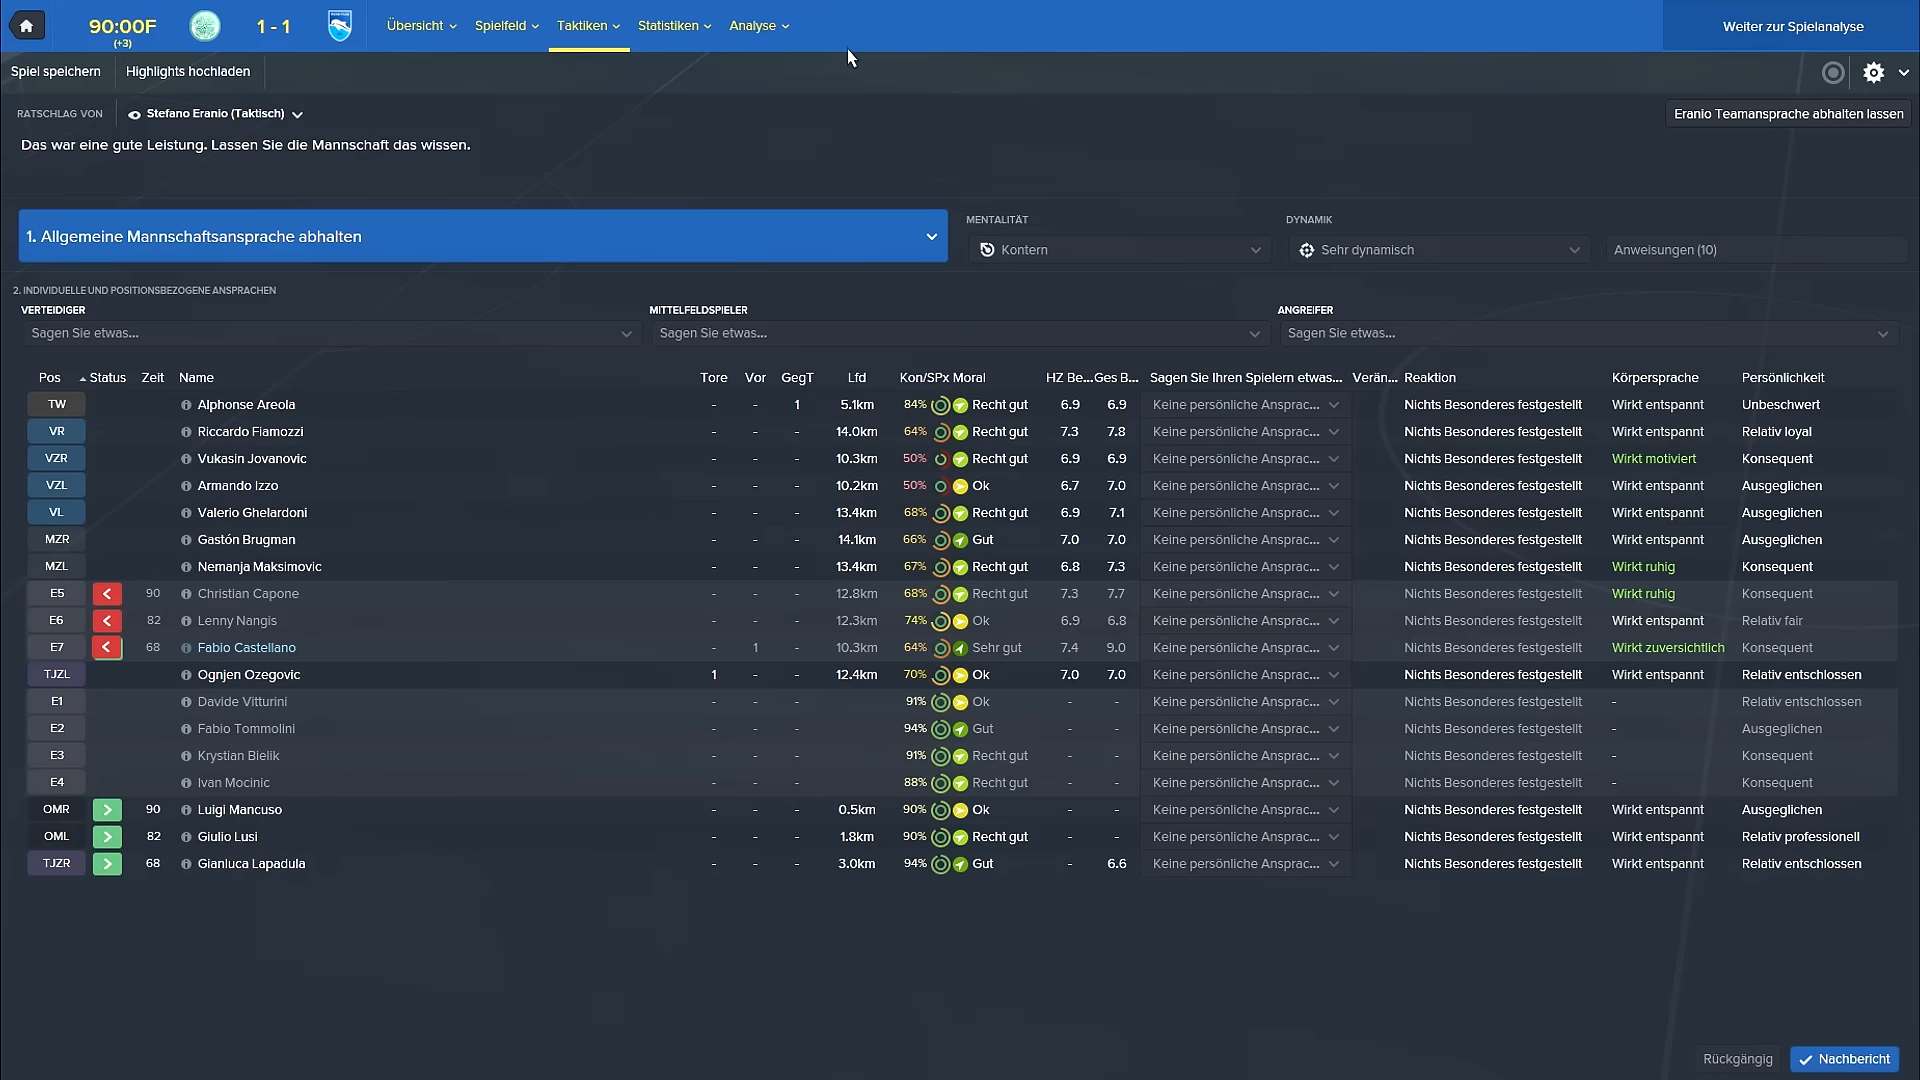 90:00F 1 - 1 Übersicht Spielfeld Taktiken Statistiken Analyse Weiter zur Spielanalyse
(+3)
Spiel speichern Highlights hochladen
RATSCHLAG VON Stefano Eranio (Taktisch) Eranio Teamansprache abhalten lassen
Das war eine gute Leistung. Lassen Sie die Mannschaft das wissen.
MENTALITÄT DYNAMIK
1. Allgemeine Mannschaftsansprache abhalten Kontern Sehr dynamisch Anweisungen (10)
2. INDIVIDUELLE UND POSITIONSBEZOGENE ANSPRACHEN
VERTEIDIGER MITTELFELDSPIELER ANGREIFER
Sagen Sie etwas... Sagen Sie etwas... Sagen Sie etwas...
Pos Status Zeit Name Tore Vor GegT Lfd Kon/SPx Moral HZ Be... Ges B... Sagen Sie Ihren Spielern etwas... Verän... Reaktion Körpersprache Persönlichkeit
TW Alphonse Areola - - 1 5.1km 84% Recht gut 6.9 6.9 Keine persönliche Ansprac... Nichts Besonderes festgestellt Wirkt entspannt Unbeschwert
VR Riccardo Fiamozzi - - - 14.0km 64% Recht gut 7.3 7.8 Keine persönliche Ansprac... Nichts Besonderes festgestellt Wirkt entspannt Relativ loyal
VZR Vukasin Jovanovic - - - 10.3km 50% Recht gut 6.9 6.9 Keine persönliche Ansprac... Nichts Besonderes festgestellt Wirkt motiviert Konsequent
VZL Armando Izzo - - - 10.2km 50% Ok 6.7 7.0 Keine persönliche Ansprac... Nichts Besonderes festgestellt Wirkt entspannt Ausgeglichen
VL Valerio Ghelardoni - - - 13.4km 68% Recht gut 6.9 7.1 Keine persönliche Ansprac... Nichts Besonderes festgestellt Wirkt entspannt Ausgeglichen
MZR Gastón Brugman - - - 14.1km 66% Gut 7.0 7.0 Keine persönliche Ansprac... Nichts Besonderes festgestellt Wirkt entspannt Ausgeglichen
MZL Nemanja Maksimovic - - - 13.4km 67% Recht gut 6.8 7.3 Keine persönliche Ansprac... Nichts Besonderes festgestellt Wirkt ruhig Konsequent
E5 90 Christian Capone - - - 12.8km 68% Recht gut 7.3 7.7 Keine persönliche Ansprac... Nichts Besonderes festgestellt Wirkt ruhig Konsequent
E6 82 Lenny Nangis - - - 12.3km 74% Ok 6.9 6.8 Keine persönliche Ansprac... Nichts Besonderes festgestellt Wirkt entspannt Relativ fair
E7 68 Fabio Castellano - 1 - 10.3km 64% Sehr gut 7.4 9.0 Keine persönliche Ansprac... Nichts Besonderes festgestellt Wirkt zuversichtlich Konsequent
TJZL Ognjen Ozegovic 1 - - 12.4km 70% Ok 7.0 7.0 Keine persönliche Ansprac... Nichts Besonderes festgestellt Wirkt entspannt Relativ entschlossen
E1 Davide Vitturini - - - 91% Ok - - Keine persönliche Ansprac... Nichts Besonderes festgestellt - Relativ entschlossen
E2 Fabio Tommolini - - - 94% Gut - - Keine persönliche Ansprac... Nichts Besonderes festgestellt - Ausgeglichen
E3 Krystian Bielik - - - 91% Recht gut - - Keine persönliche Ansprac... Nichts Besonderes festgestellt - Konsequent
E4 Ivan Mocinic - - - 88% Recht gut - - Keine persönliche Ansprac... Nichts Besonderes festgestellt - Konsequent
OMR 90 Luigi Mancuso - - - 0.5km 90% Ok - - Keine persönliche Ansprac... Nichts Besonderes festgestellt Wirkt entspannt Ausgeglichen
OML 82 Giulio Lusi - - - 1.8km 90% Recht gut - - Keine persönliche Ansprac... Nichts Besonderes festgestellt Wirkt entspannt Relativ professionell
TJZR 68 Gianluca Lapadula - - - 3.0km 94% Gut - 6.6 Keine persönliche Ansprac... Nichts Besonderes festgestellt Wirkt entspannt Relativ entschlossen
Rückgängig Nachbericht